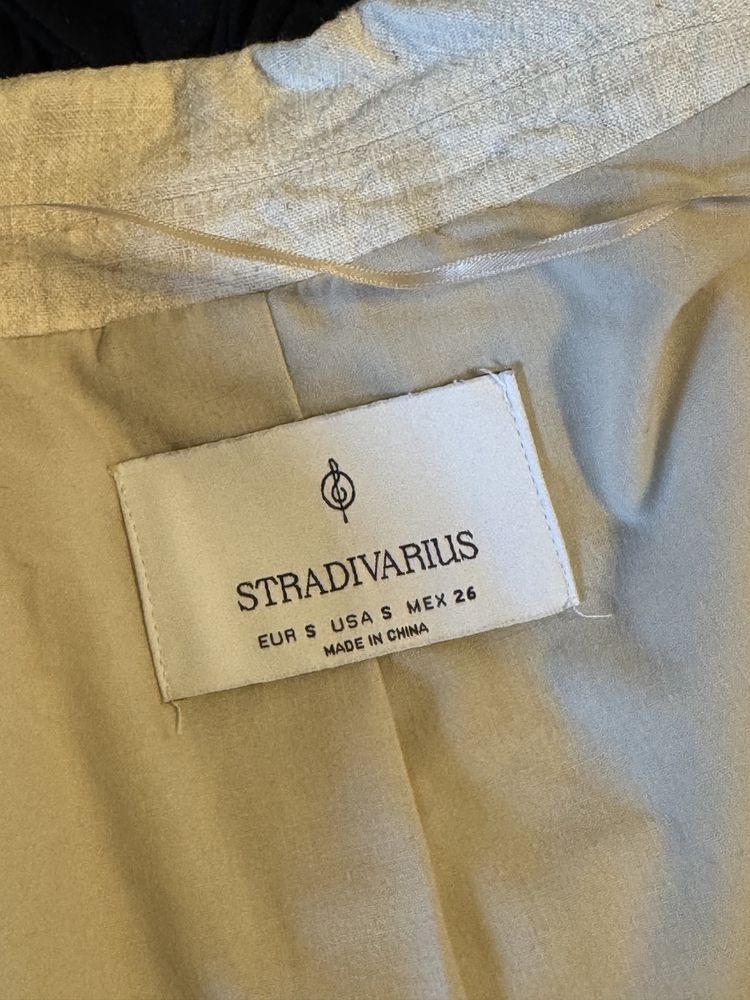 STRADIVARIUS
EUR S USA S MEX 26
MADE IN CHINA